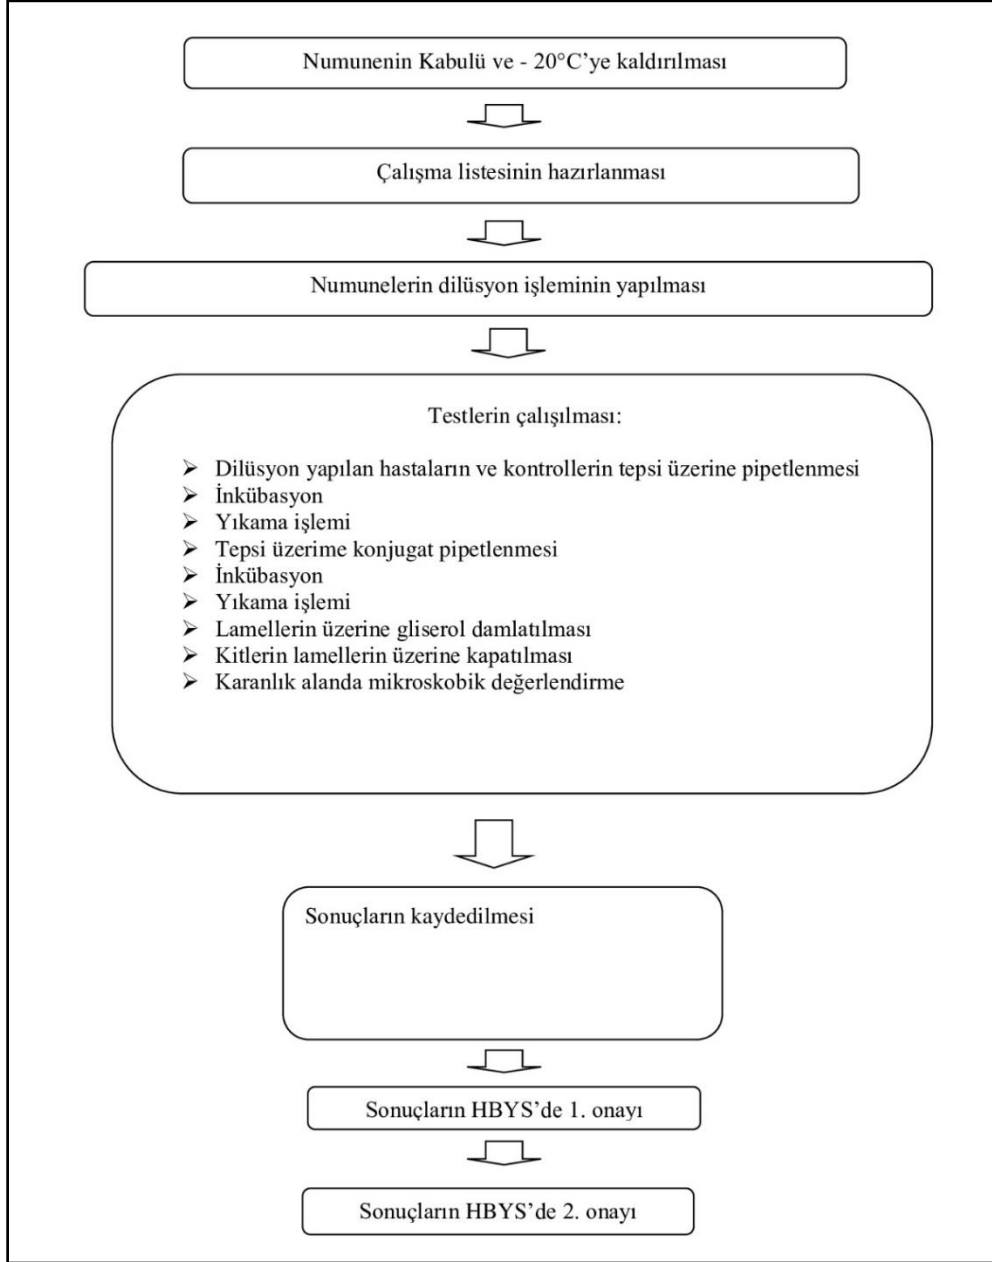 Numunenin Kabulü ve - 20°C’ye kaldırılması
Çalışma listesinin hazırlanması
Numunelerin dilüsyon işleminin yapılması
Testlerin çalışılması:
➢ Dilüsyon yapılan hastaların ve kontrollerin tepsi üzerine pipetlenmesi
➢ İnkübasyon
➢ Yıkama işlemi
➢ Tepsi üzerime konjugat pipetlenmesi
➢ İnkübasyon
➢ Yıkama işlemi
➢ Lamellerin üzerine gliserol damlatılması
➢ Kitlerin lamellerin üzerine kapatılması
➢ Karanlık alanda mikroskobik değerlendirme
Sonuçların kaydedilmesi
Sonuçların HBYS’de 1. onayı
Sonuçların HBYS’de 2. onayı